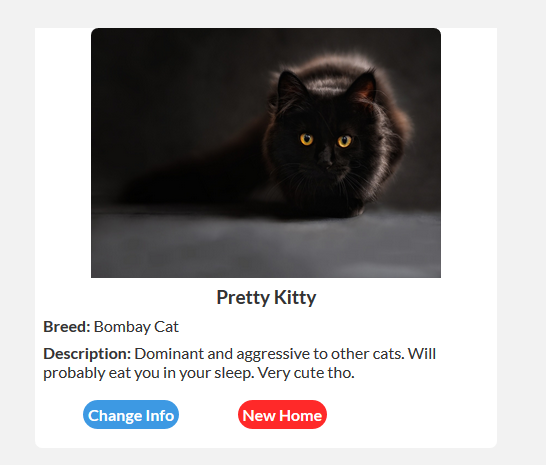 Pretty Kitty
Breed: Bombay Cat
Description: Dominant and aggressive to other cats. Will
probably eat you in your sleep. Very cute tho.
Change Info New Home